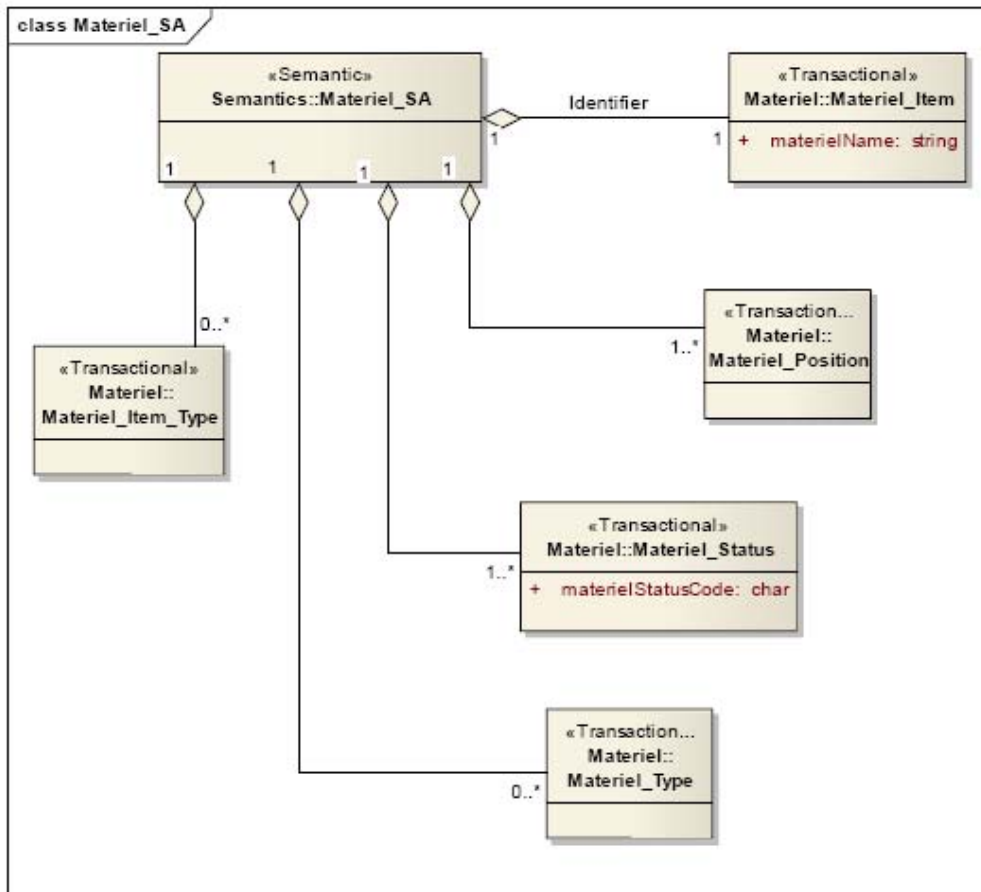 class Materiel_SA
«Semantic»
Semantics::Materiel_SA
Identifier
1
1
1
1
1
1
«Transactional»
Materiel::Materiel_Item
+ materielName: string
0..*
«Transactional»
Materiel::
Materiel_Item_Type
1..*
«Transaction...
Materiel::
Materiel_Position
1..*
«Transactional»
Materiel::Materiel_Status
+ materielStatusCode: char
0..*
«Transaction...
Materiel::
Materiel_Type